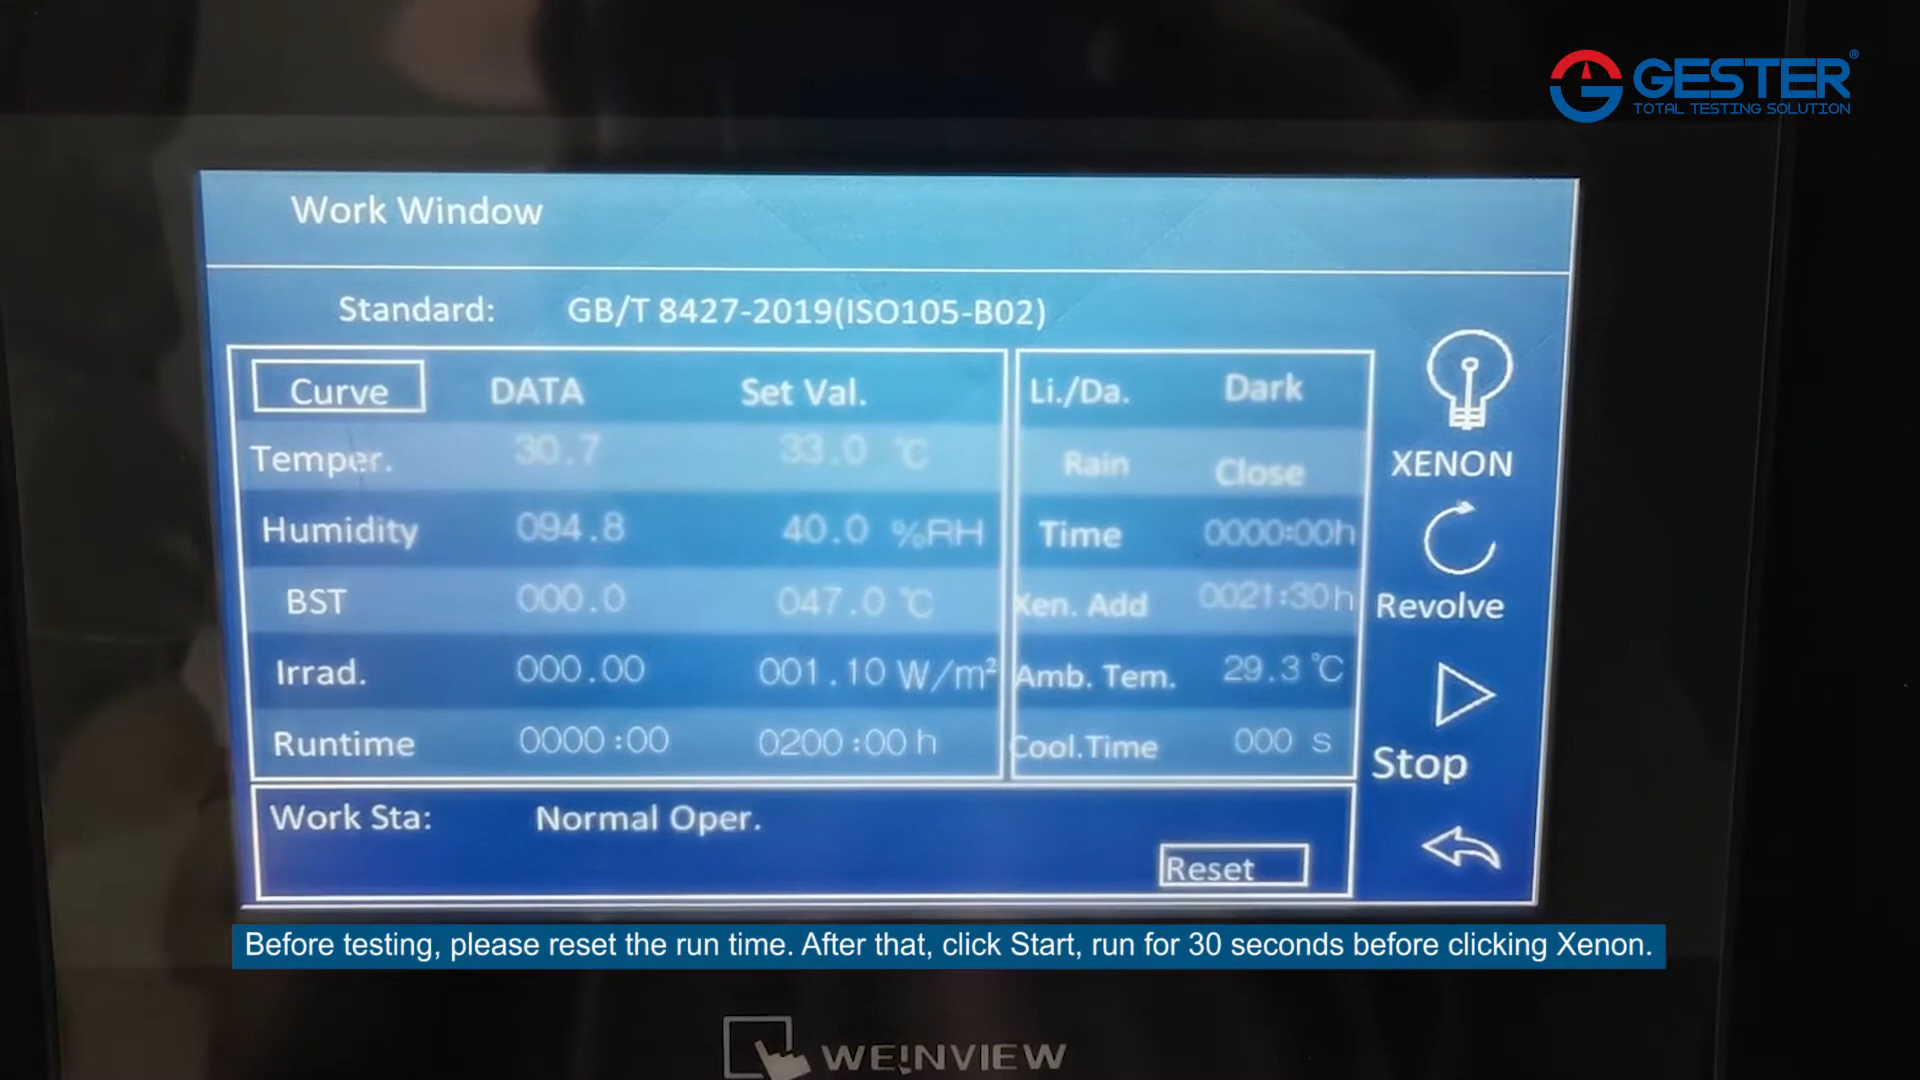 GESTER®
TOTAL TESTING SOLUTION
Work Window
Standard: GB/T 8427-2019(ISO105-B02)
Curve DATA Set Val. Li./Da. Dark
Temper. 30.7 33.0 ℃ Rain Close
XENON
Humidity 094.8 40.0 %RH Time 0000:00h
BST 000.0 047.0 ℃ Xen. Add 0021:30h
Revolve
Irrad. 000.00 001.10 W/m² Amb. Tem. 29.3 ℃
Runtime 0000:00 0200:00 h Cool.Time 000 s
Stop
Work Sta: Normal Oper.
Reset
Before testing, please reset the run time. After that, click Start, run for 30 seconds before clicking Xenon.
WE!NVIEW